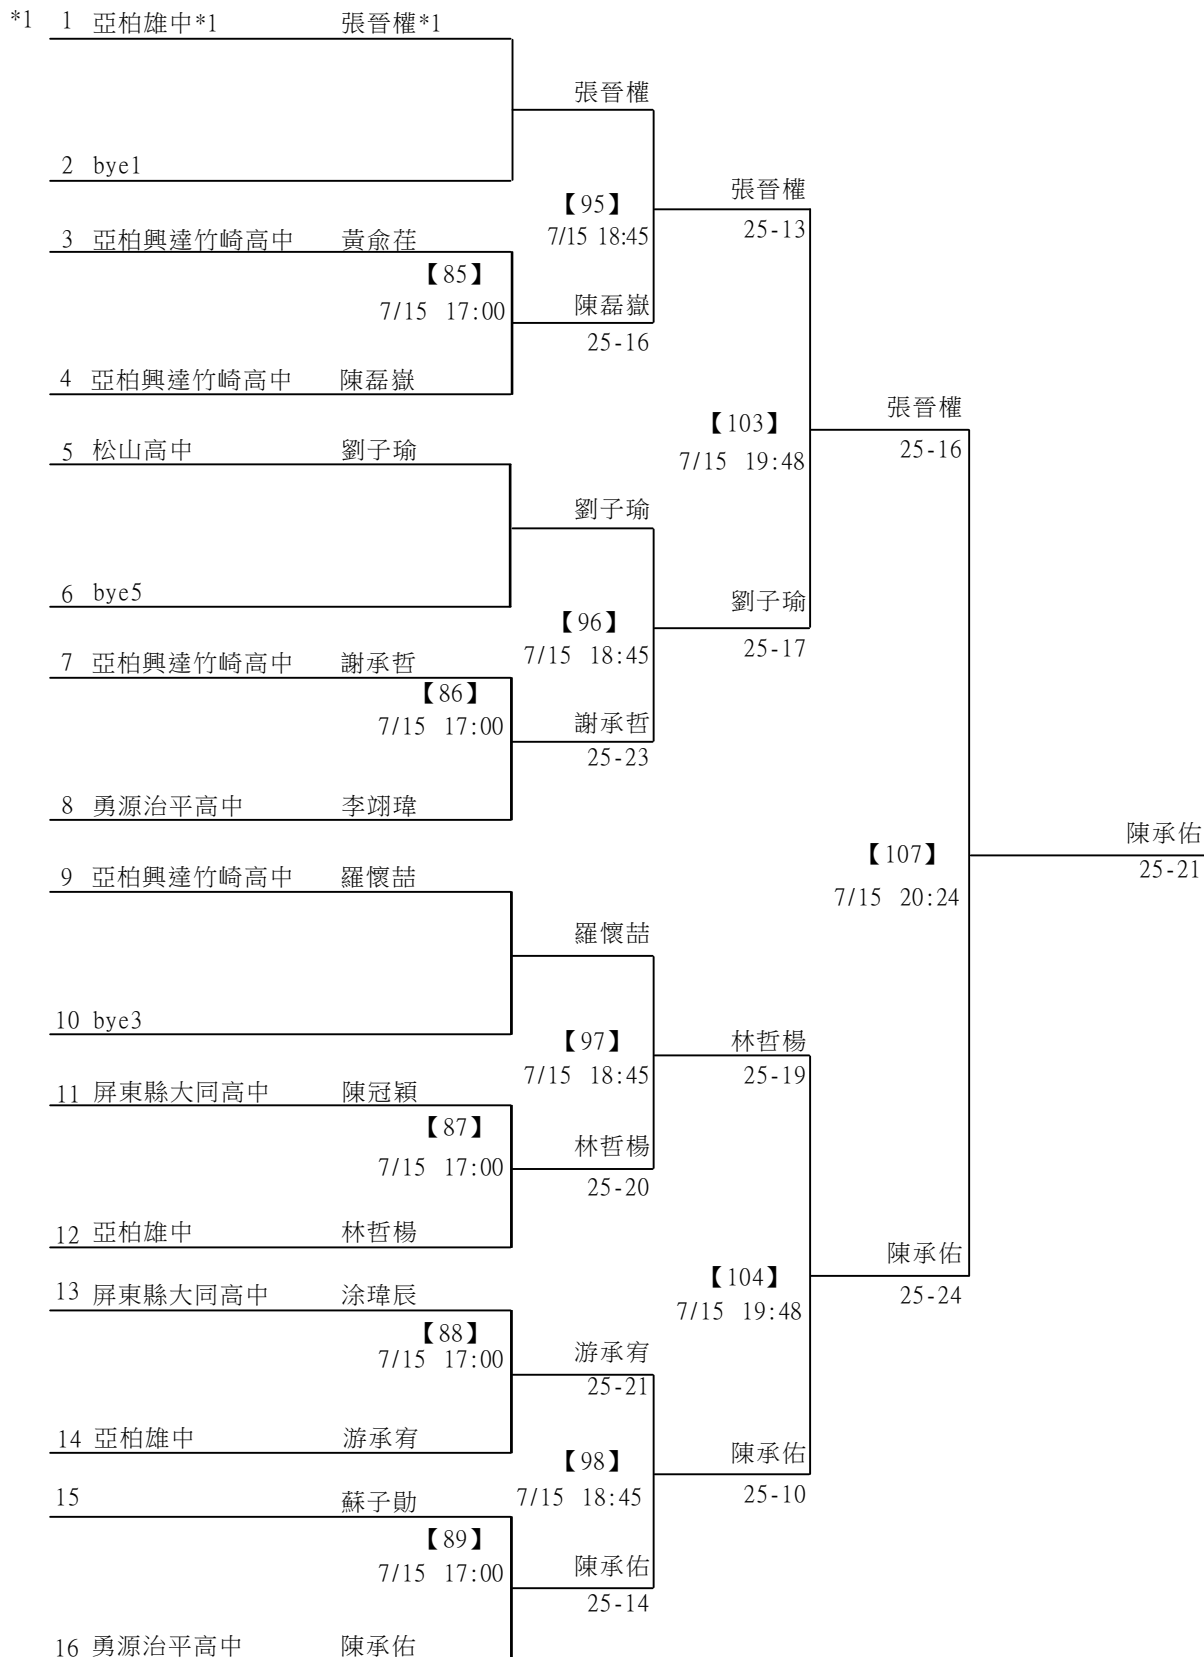 *1 1 亞柏雄中*1 張晉權*1
張晉權
2 bye1
張晉權
【95】
25-13
3 亞柏興達竹崎高中 黃兪荏
7/15 18:45
【85】
7/15 17:00
陳磊嶽
25-16
4 亞柏興達竹崎高中 陳磊嶽
張晉權
【103】
25-16
5 松山高中 劉子瑜
7/15 19:48
劉子瑜
6 bye5
劉子瑜
【96】
25-17
7 亞柏興達竹崎高中 謝承哲
7/15 18:45
【86】
7/15 17:00
謝承哲
25-23
8 勇源治平高中 李翊瑋
陳承佑
【107】
25-21
9 亞柏興達竹崎高中 羅懷喆
7/15 20:24
羅懷喆
10 bye3
【97】
林哲楊
7/15 18:45
25-19
11 屏東縣大同高中 陳冠穎
【87】
7/15 17:00
林哲楊
25-20
12 亞柏雄中 林哲楊
陳承佑
【104】
25-24
13 屏東縣大同高中 涂瑋辰
7/15 19:48
【88】
7/15 17:00
游承宥
25-21
14 亞柏雄中 游承宥
【98】
陳承佑
7/15 18:45
25-10
15 蘇子勛
【89】
7/15 17:00
陳承佑
25-14
16 勇源治平高中 陳承佑